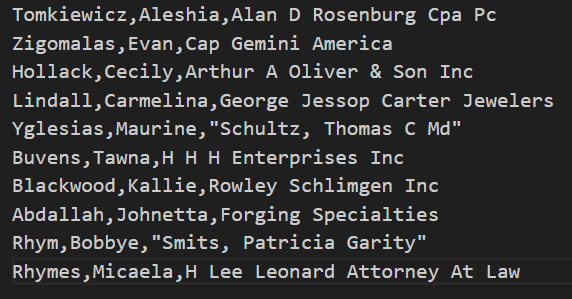 Tomkiewicz,Aleshia,Alan D Rosenburg Cpa Pc
Zigomalas,Evan,Cap Gemini America
Hollack,Cecily,Arthur A Oliver & Son Inc
Lindall,Carmelina,George Jessop Carter Jewelers
Yglesias,Maurine,"Schultz, Thomas C Md"
Buvens,Tawna,H H H Enterprises Inc
Blackwood,Kallie,Rowley Schlimgen Inc
Abdallah,Johnetta,Forging Specialties
Rhym,Bobbye,"Smits, Patricia Garity"
Rhymes,Micaela,H Lee Leonard Attorney At Law